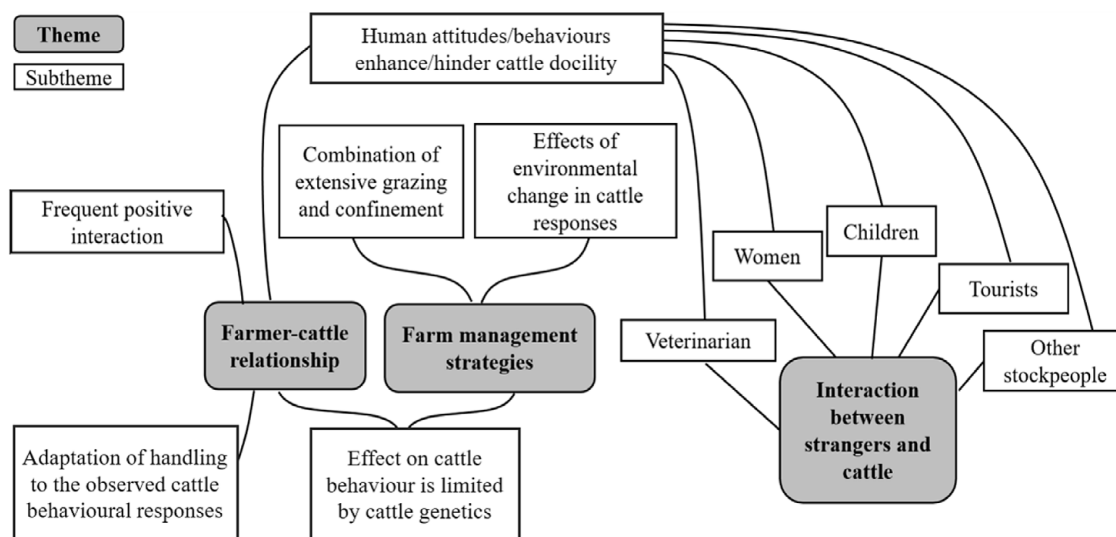 Theme
Subtheme
Human attitudes/behaviours
enhance/hinder cattle docility
Combination of
extensive grazing
and confinement
Effects of
environmental
change in cattle
responses
Frequent positive
interaction
Children
Women
Tourists
Veterinarian
Other
stockpeople
Farmer-cattle
relationship
Farm management
strategies
Interaction
between
strangers and
cattle
Adaptation of handling
to the observed cattle
behavioural responses
Effect on cattle
behaviour is limited
by cattle genetics